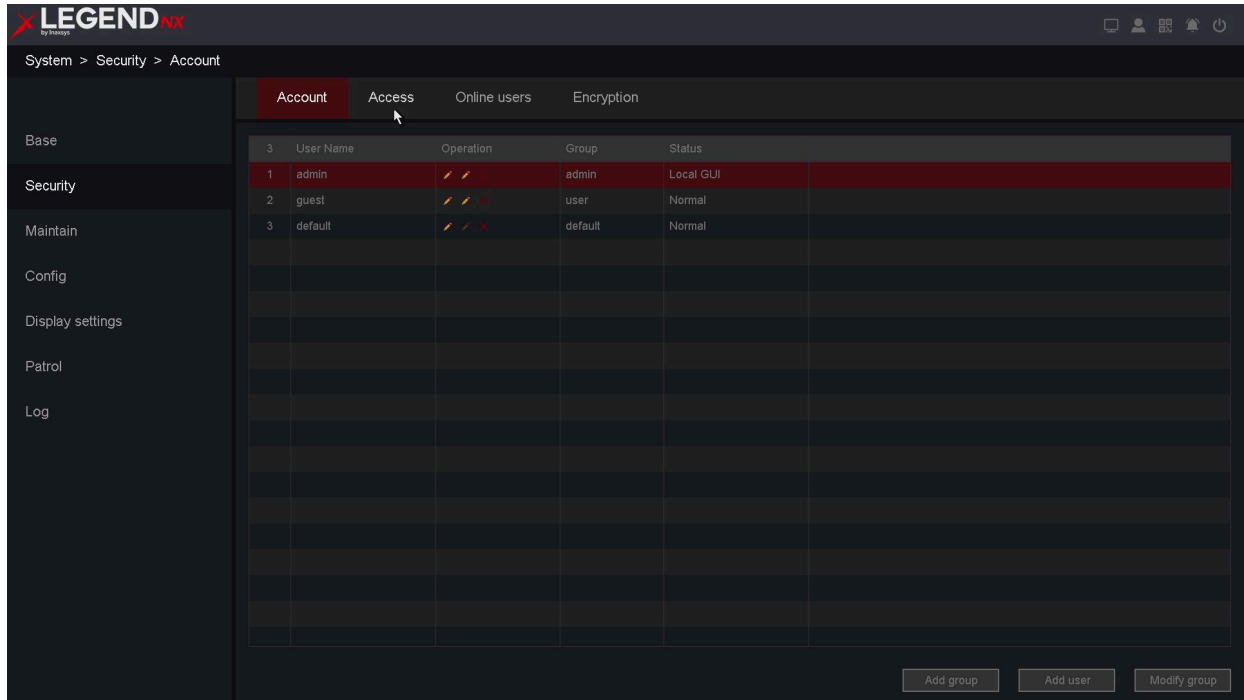 LEGEND NX
by Inaxsys
System > Security > Account
Account Access Online users Encryption
Base
Security
Maintain
Config
Display settings
Patrol
Log
3 User Name Operation Group Status
1 admin admin Local GUI
2 guest user Normal
3 default default Normal
Add group Add user Modify group